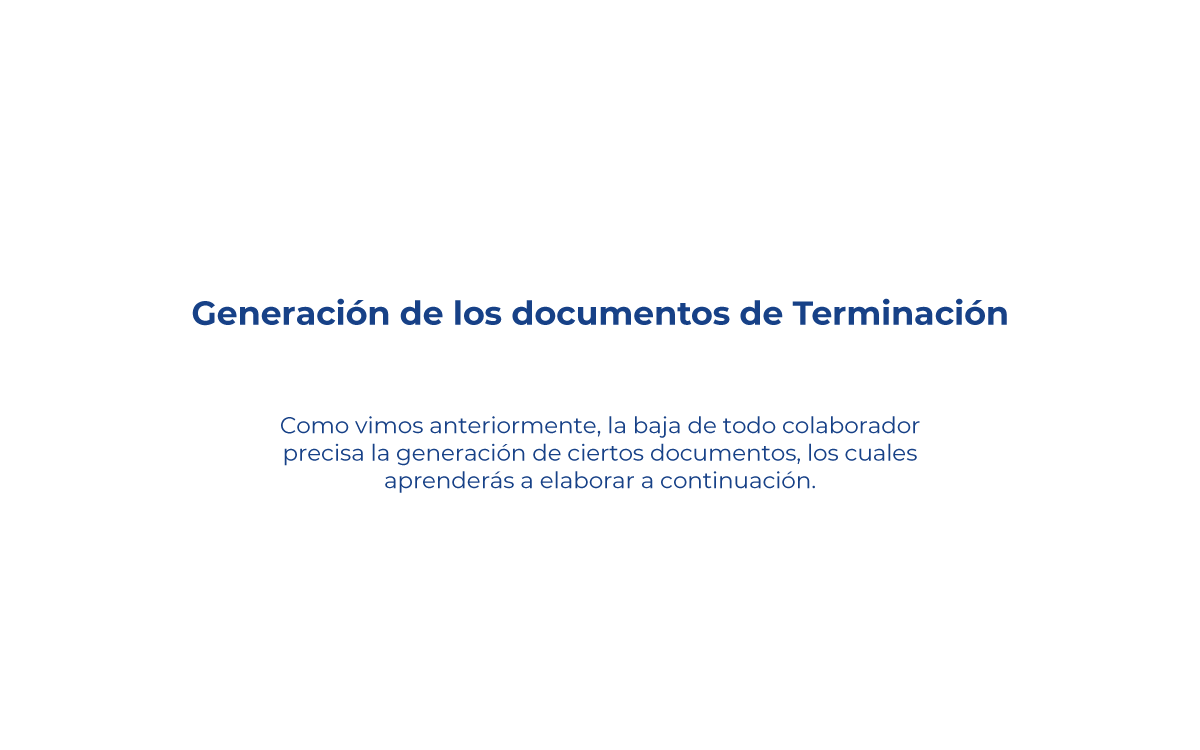 Generación de los documentos de Terminación
Como vimos anteriormente, la baja de todo colaborador
precisa la generación de ciertos documentos, los cuales
aprenderás a elaborar a continuación.